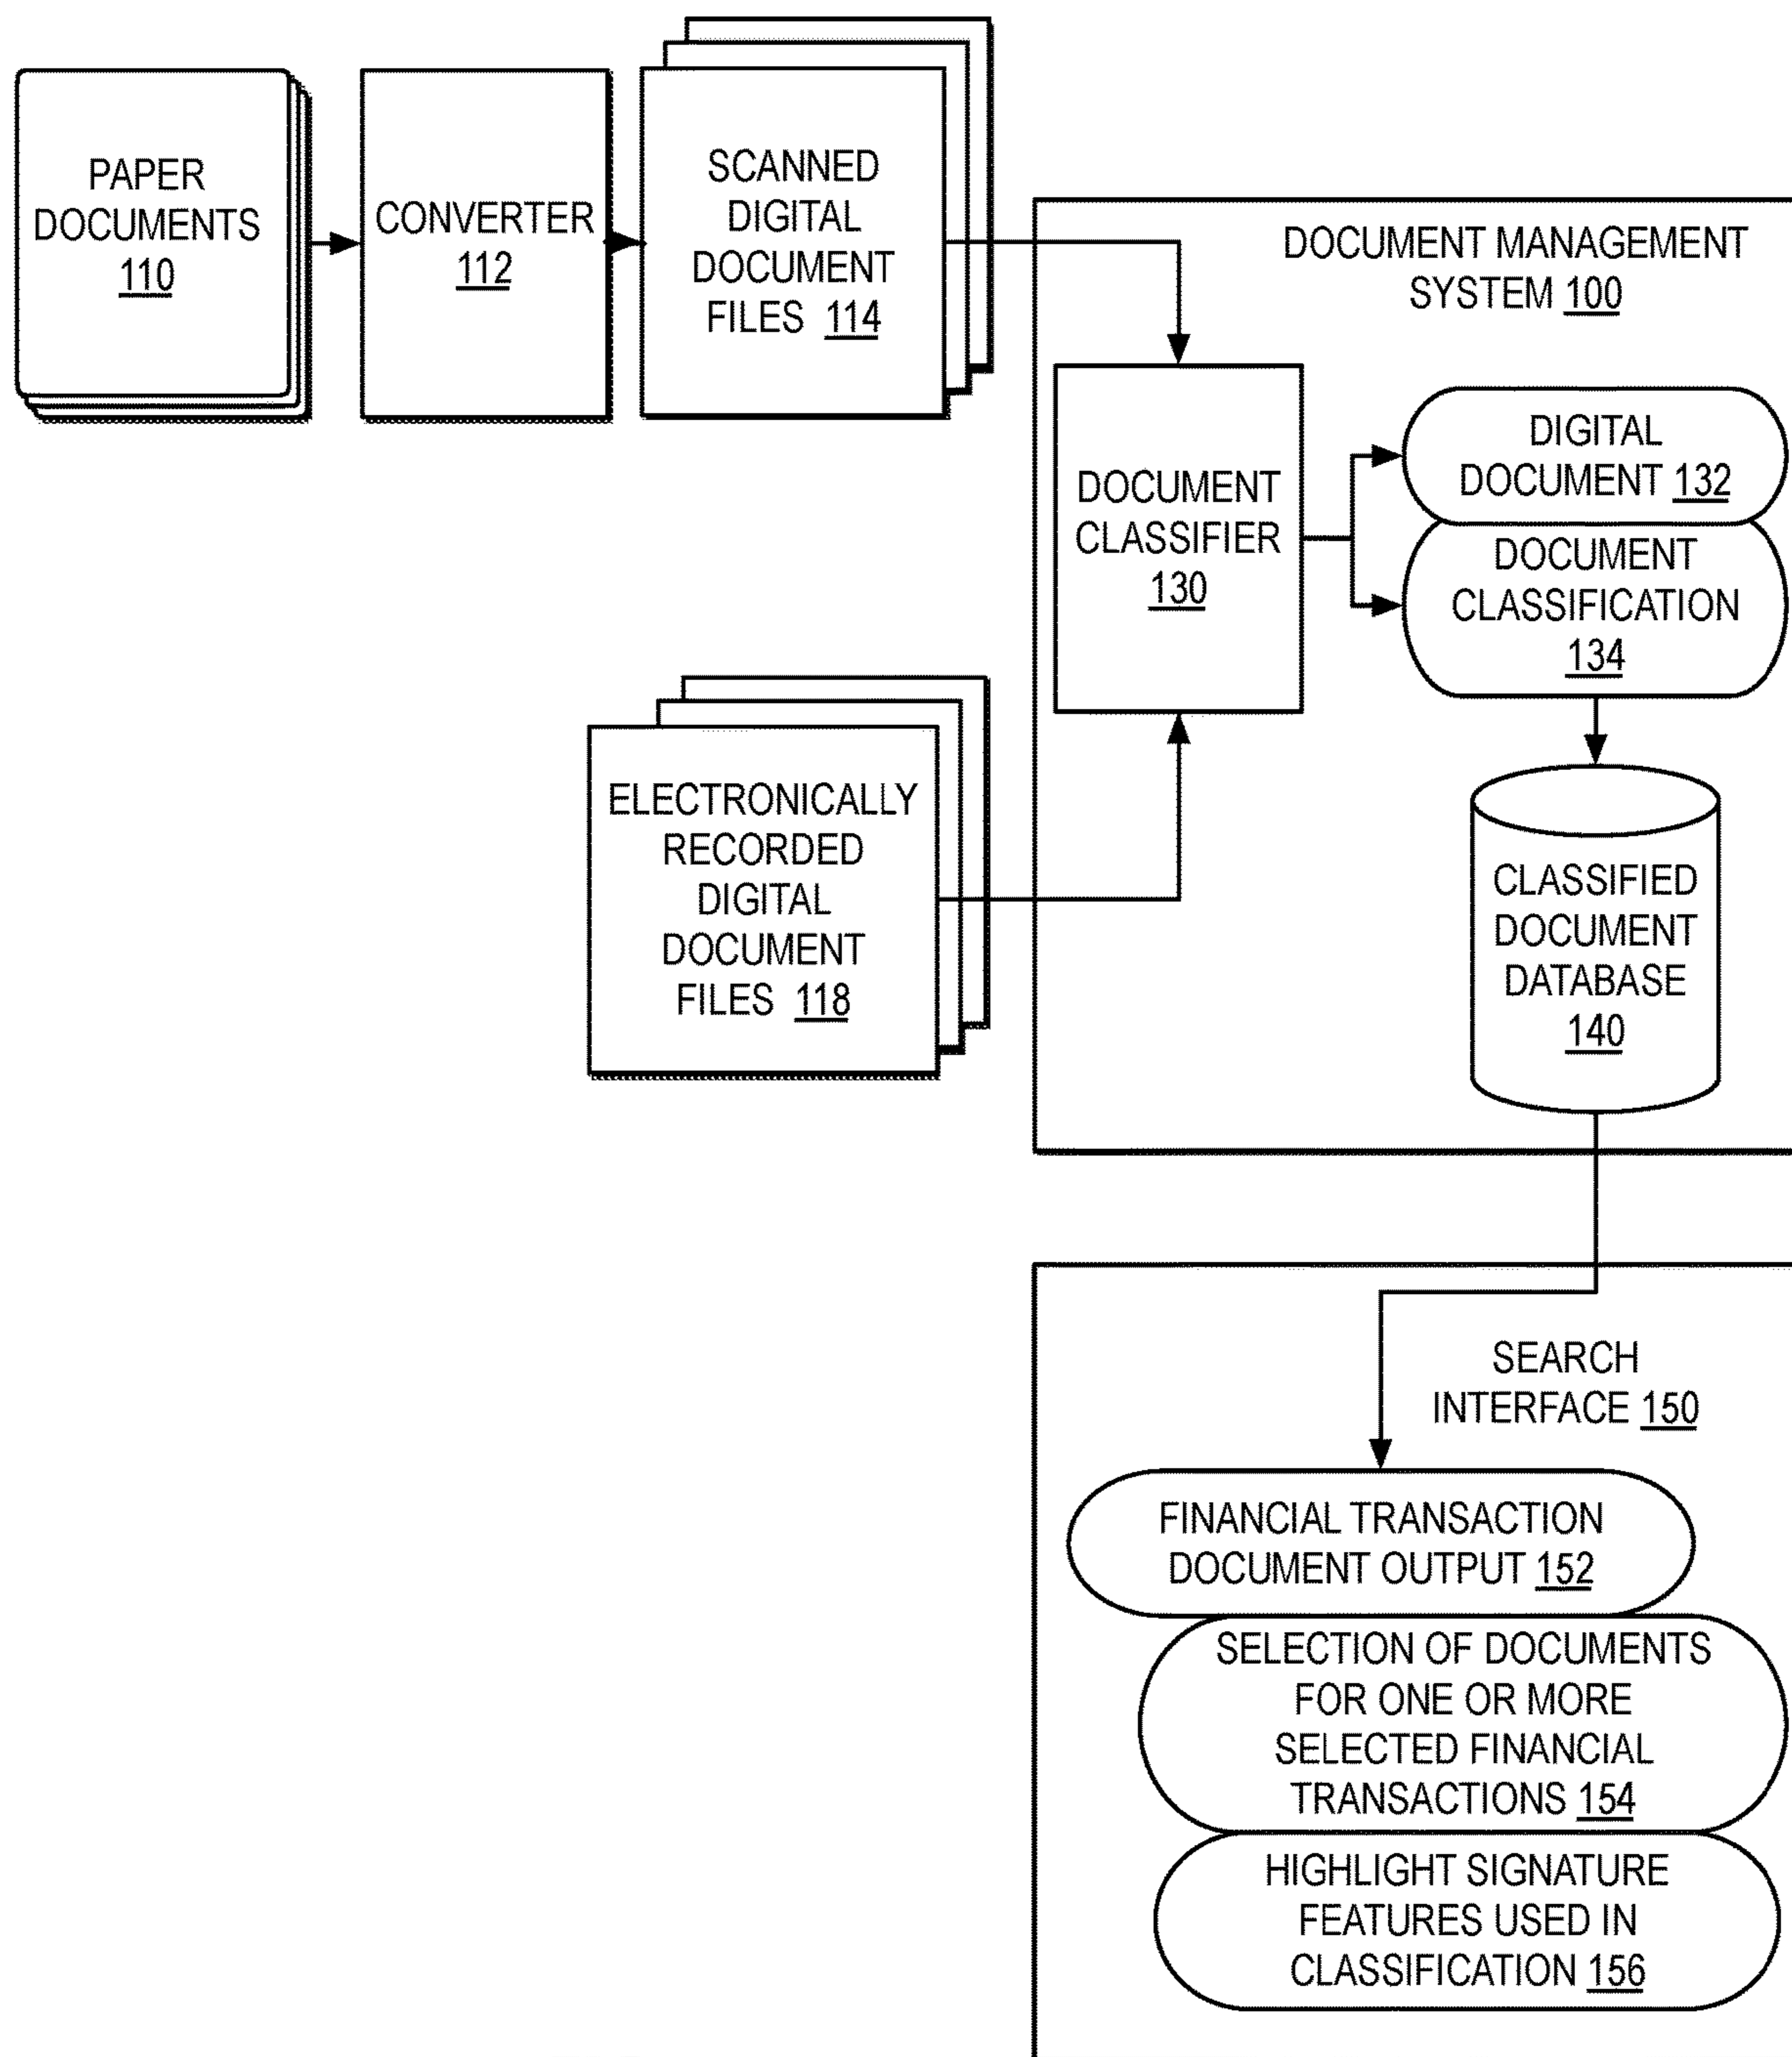 PAPER
DOCUMENTS
110
CONVERTER
112
SCANNED
DIGITAL
DOCUMENT
FILES 114
DOCUMENT MANAGEMENT
SYSTEM 100
DOCUMENT
CLASSIFIER
130
DIGITAL
DOCUMENT 132
DOCUMENT
CLASSIFICATION
134
ELECTRONICALLY
RECORDED
DIGITAL
DOCUMENT
FILES 118
CLASSIFIED
DOCUMENT
DATABASE
140
SEARCH
INTERFACE 150
FINANCIAL TRANSACTION
DOCUMENT OUTPUT 152
SELECTION OF DOCUMENTS
FOR ONE OR MORE
SELECTED FINANCIAL
TRANSACTIONS 154
HIGHLIGHT SIGNATURE
FEATURES USED IN
CLASSIFICATION 156